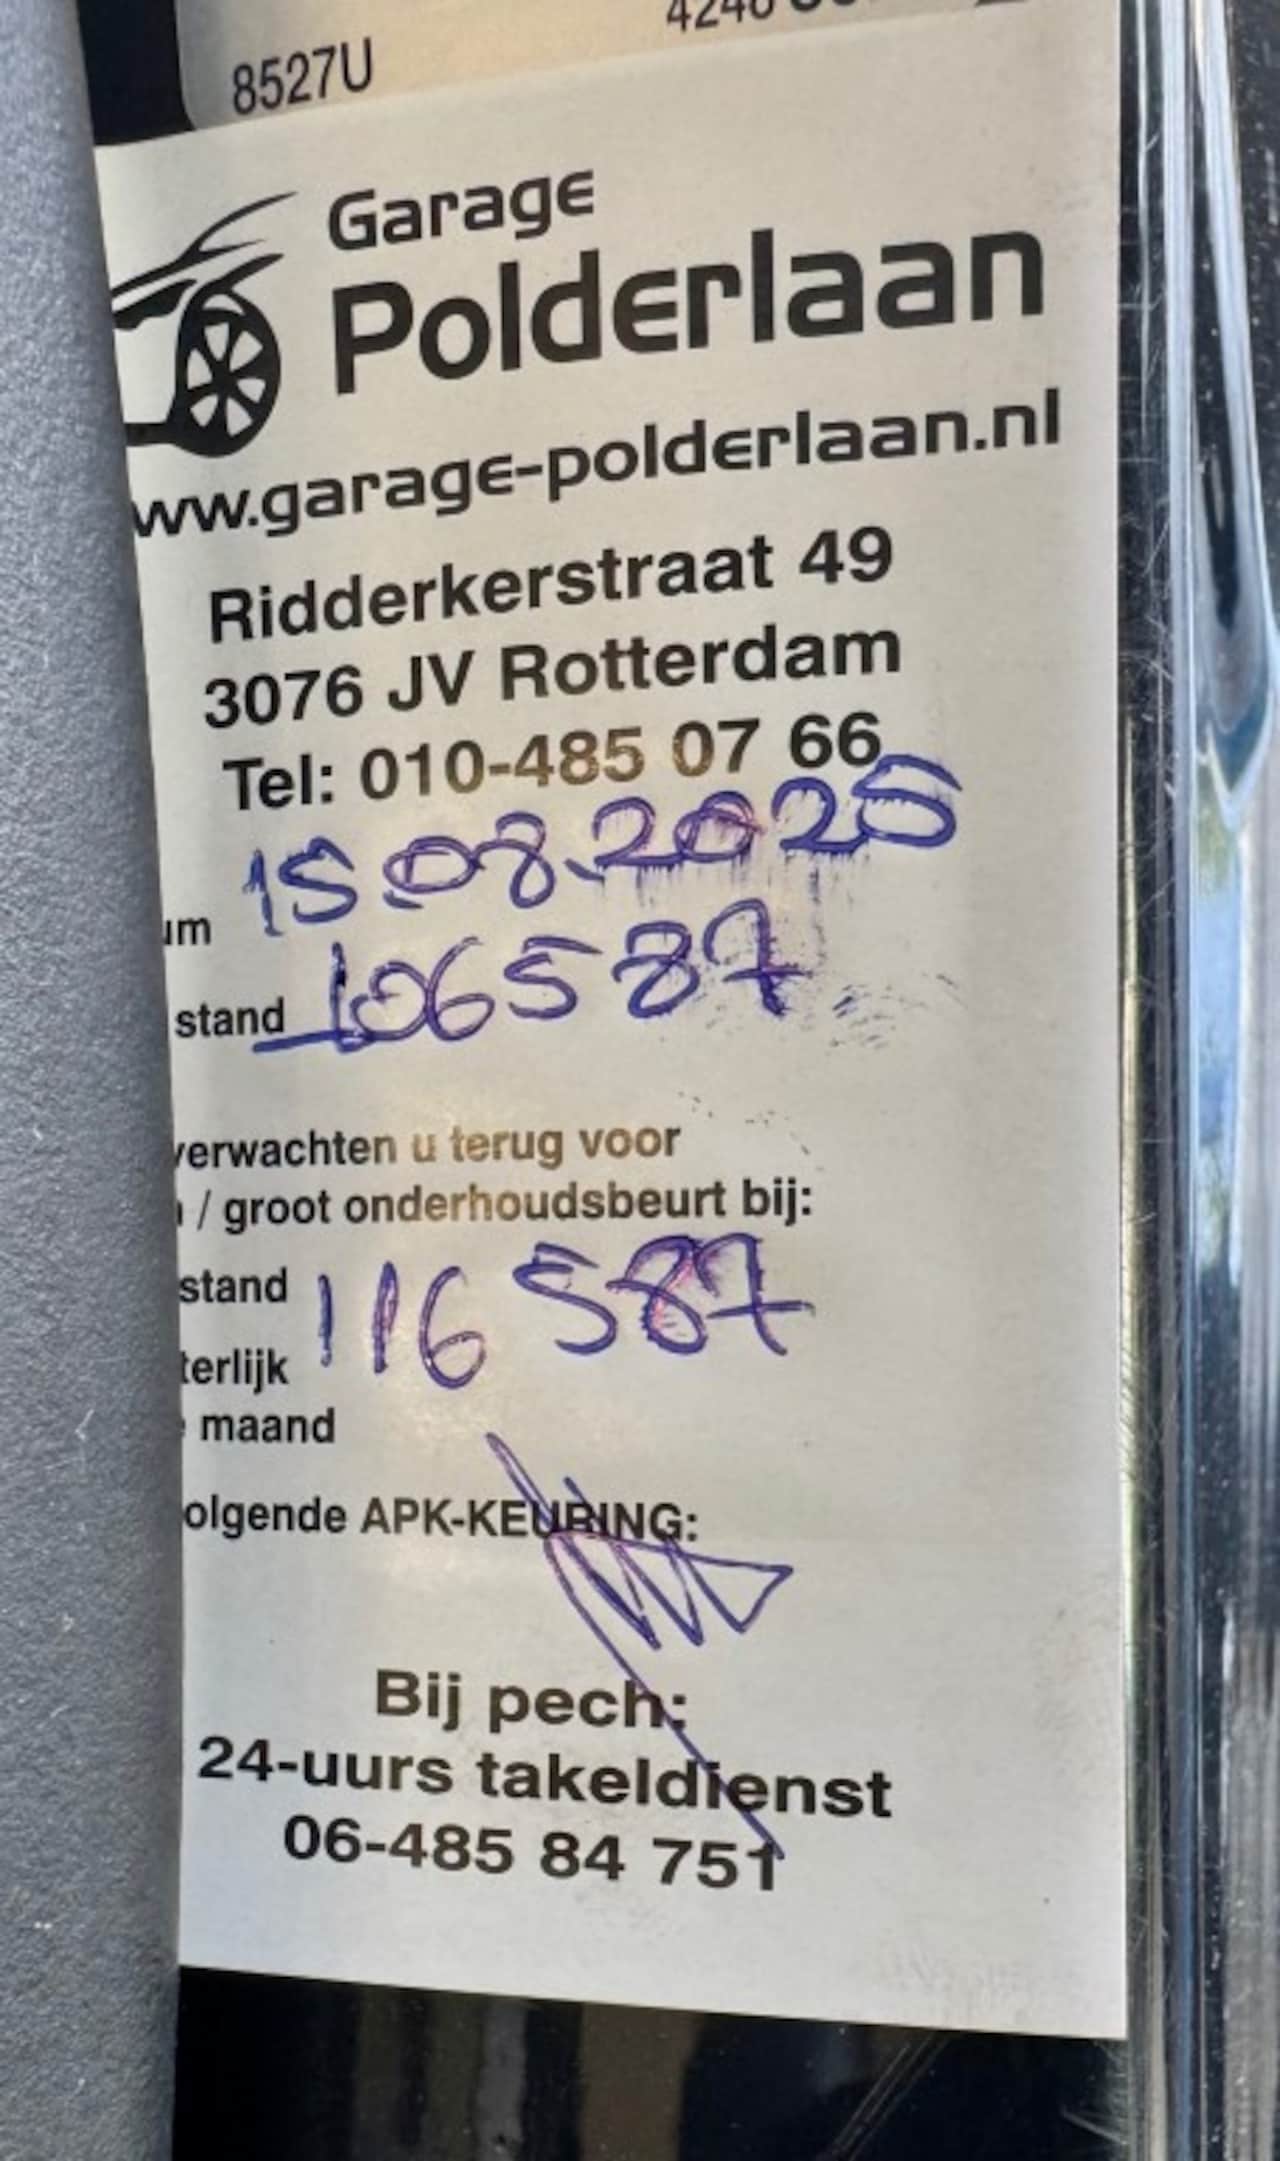 8527U
Garage
Polderlaan
ww.garage-polderlaan.nl
Ridderkerstraat 49
3076 JV Rotterdam
Tel: 010-485 07 66
um 15.08.2025
stand 106587
verwachten u terug voor
/ groot onderhoudsbeurt bij:
stand 116587
terlijk
maand
olgende APK-KEURING:
Bij pech:
24-uurs takeldienst
06-485 84 751